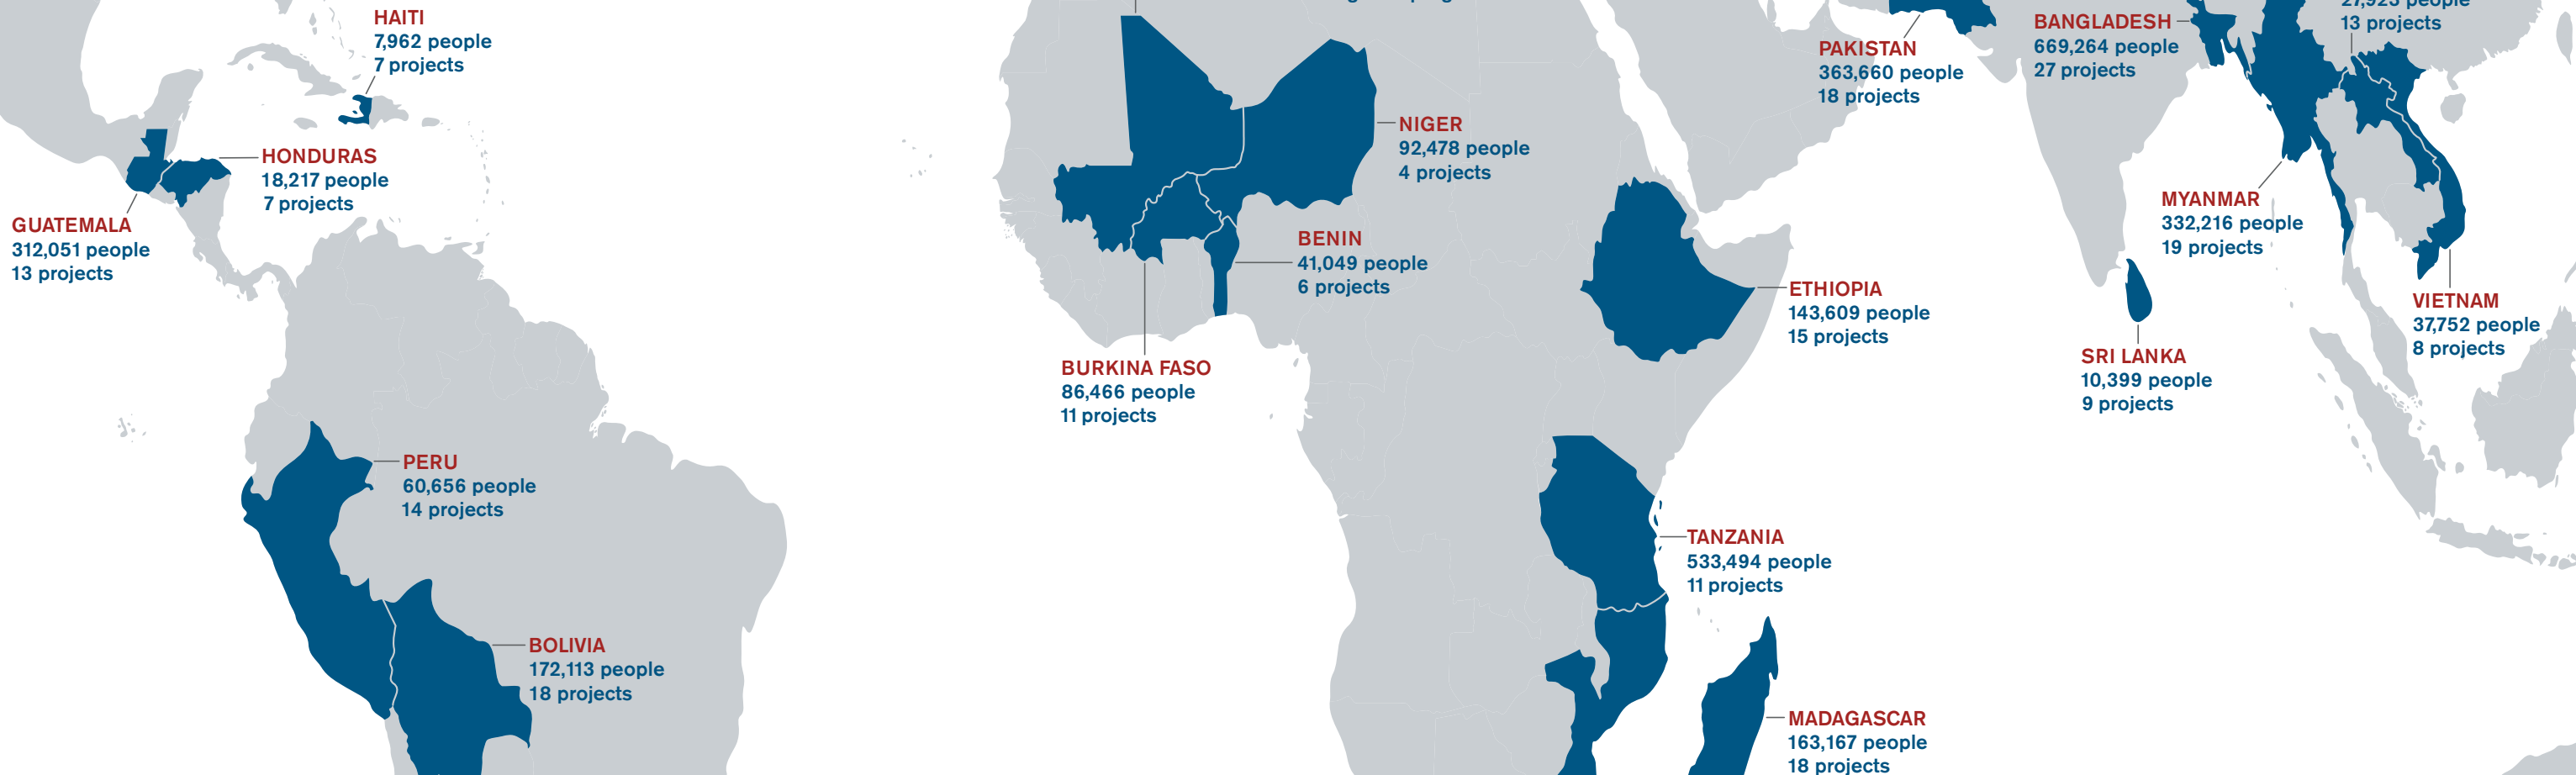 HAITI
7,962 people
7 projects
HONDURAS
18,217 people
7 projects
GUATEMALA
312,051 people
13 projects
PERU
60,656 people
14 projects
BOLIVIA
172,113 people
18 projects
NIGER
92,478 people
4 projects
BENIN
41,049 people
6 projects
BURKINA FASO
86,466 people
11 projects
ETHIOPIA
143,609 people
15 projects
TANZANIA
533,494 people
11 projects
MADAGASCAR
163,167 people
18 projects
PAKISTAN
363,660 people
18 projects
BANGLADESH
669,264 people
27 projects
27,923 people
13 projects
MYANMAR
332,216 people
19 projects
SRI LANKA
10,399 people
9 projects
VIETNAM
37,752 people
8 projects